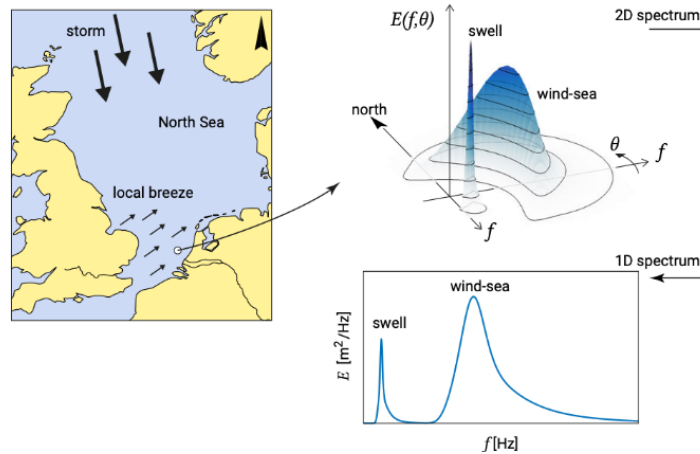 storm
North Sea
local breeze
E(f,θ)
swell
wind-sea
north
θ
f
f
2D spectrum
1D spectrum
wind-sea
swell
E [m²/Hz]
f[Hz]